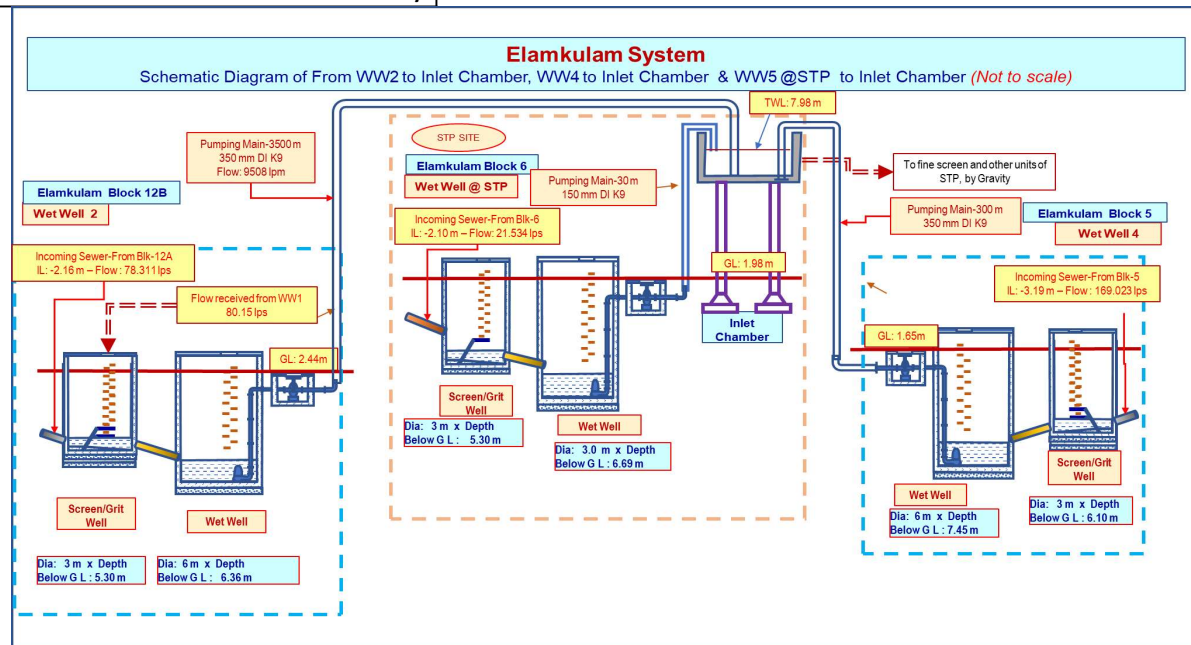 Elamkulam System
Schematic Diagram of From WW2 to Inlet Chamber, WW4 to Inlet Chamber & WW5 @STP to Inlet Chamber (Not to scale)
Pumping Main-3500 m
350 mm DI K9
Flow: 9508 lpm
Elamkulam Block 12B
Wet Well 2
Incoming Sewer-From Blk-12A
IL: -2.16 m – Flow : 78.311 lps
Flow received from WW1
80.15 lps
GL: 2.44m
Screen/Grit
Well
Wet Well
Dia: 3 m x Depth
Below G L : 5.30 m
Dia: 6 m x Depth
Below G L : 6.36 m
STP SITE
Elamkulam Block 6
Wet Well @ STP
Incoming Sewer-From Blk-6
IL: -2.10 m – Flow : 21.534 lps
Pumping Main-30 m
150 mm DI K9
TWL: 7.98 m
GL: 1.98 m
Inlet
Chamber
Screen/Grit
Well
Dia: 3 m x Depth
Below G L : 5.30 m
Wet Well
Dia: 3.0 m x Depth
Below G L : 6.69 m
To fine screen and other units of
STP, by Gravity
Pumping Main-300 m
350 mm DI K9
Elamkulam Block 5
Wet Well 4
Incoming Sewer-From Blk-5
IL: -3.19 m – Flow : 169.023 lps
GL: 1.65m
Wet Well
Dia: 6 m x Depth
Below G L : 7.45 m
Screen/Grit
Well
Dia: 3 m x Depth
Below G L : 6.10 m